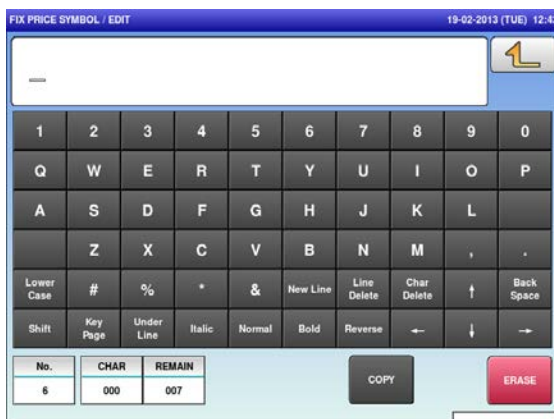 FIX PRICE SYMBOL / EDIT 19-02-2013 (TUE) 12:4
1 2 3 4 5 6 7 8 9 0
Q W E R T Y U I O P
A S D F G H J K L
Z X C V B N M , .
Lower Case # % * & New Line Line Delete Char Delete ↑ Back Space
Shift Key Page Under Line Italic Normal Bold Reverse ← ↓ →
No. CHAR REMAIN
6 000 007
COPY ERASE